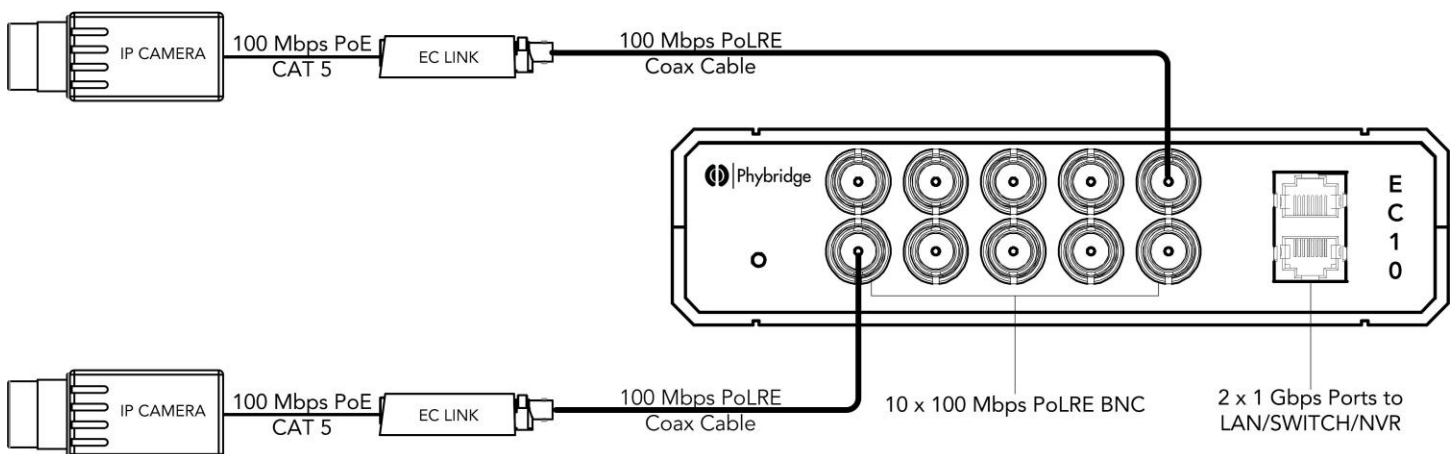 IP CAMERA
100 Mbps PoE
CAT 5
EC LINK
100 Mbps PoLRE
Coax Cable
Phybridge
E
C
1
0
IP CAMERA
100 Mbps PoE
CAT 5
EC LINK
100 Mbps PoLRE
Coax Cable
10 x 100 Mbps PoLRE BNC
2 x 1 Gbps Ports to
LAN/SWITCH/NVR